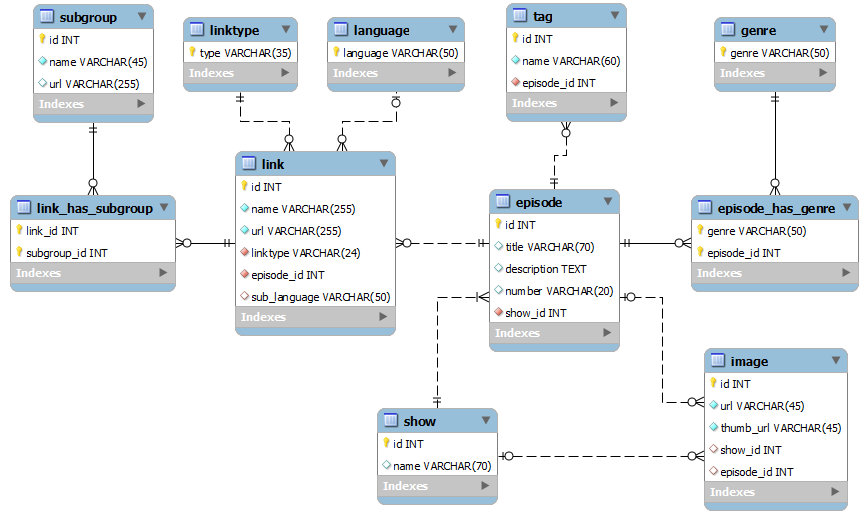 subgroup
id INT
name VARCHAR(45)
url VARCHAR(255)
Indexes
linktype
type VARCHAR(35)
Indexes
language
language VARCHAR(50)
Indexes
tag
id INT
name VARCHAR(60)
episode_id INT
Indexes
genre
genre VARCHAR(50)
Indexes
link_has_subgroup
link_id INT
subgroup_id INT
Indexes
link
id INT
name VARCHAR(255)
url VARCHAR(255)
linktype VARCHAR(24)
episode_id INT
sub_language VARCHAR(50)
Indexes
episode
id INT
title VARCHAR(70)
description TEXT
number VARCHAR(20)
show_id INT
Indexes
episode_has_genre
genre VARCHAR(50)
episode_id INT
Indexes
show
id INT
name VARCHAR(70)
Indexes
image
id INT
url VARCHAR(45)
thumb_url VARCHAR(45)
show_id INT
episode_id INT
Indexes